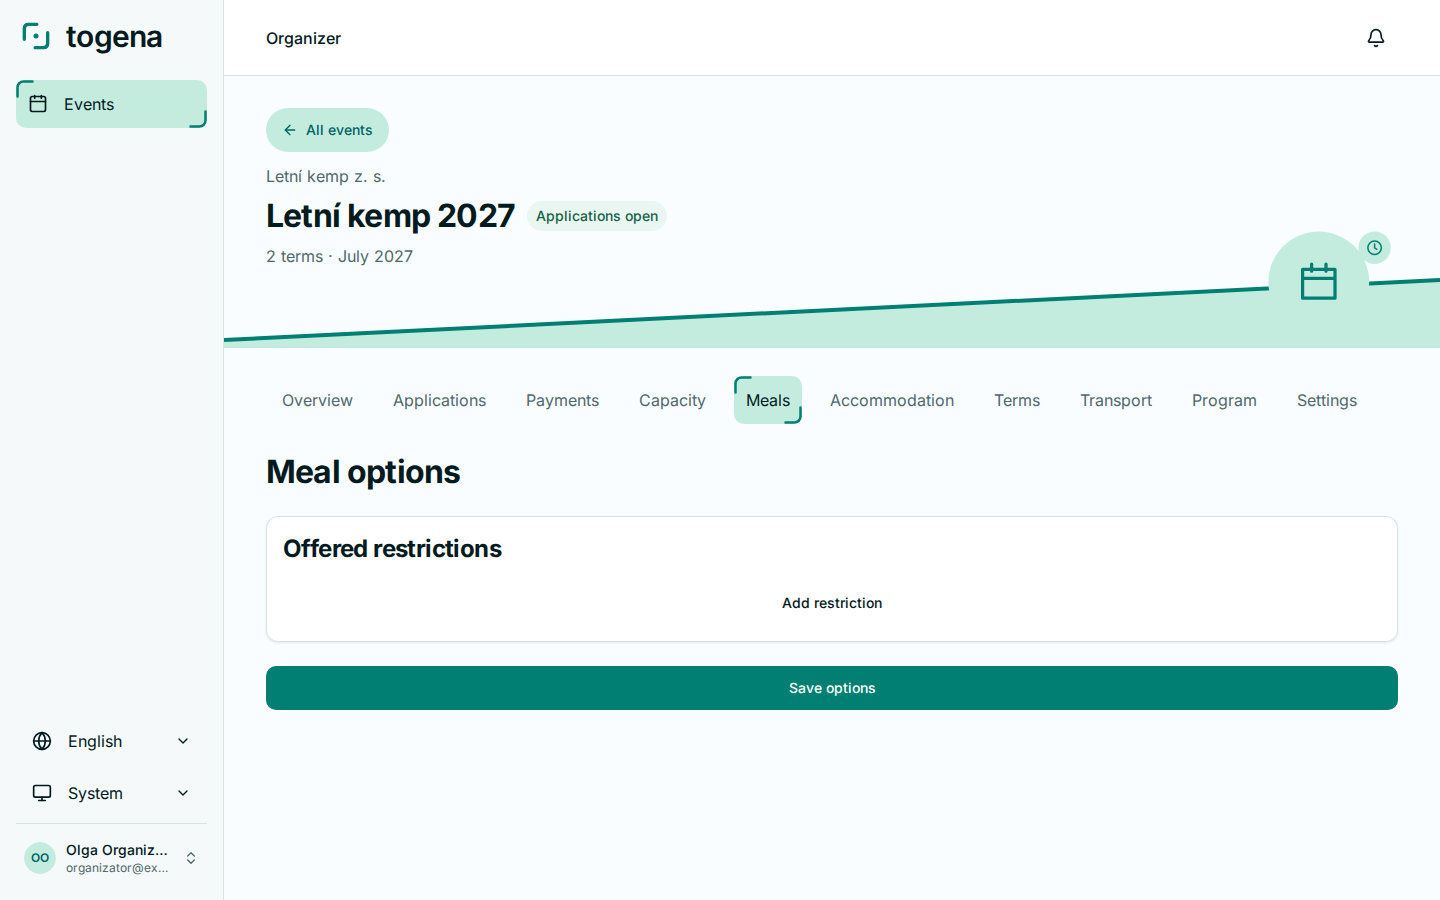 togena
Organizer
Events
All events
Letní kemp z. s.
Letní kemp 2027
Applications open
2 terms · July 2027
Overview
Applications
Payments
Capacity
Meals
Accommodation
Terms
Transport
Program
Settings
Meal options
Offered restrictions
Add restriction
Save options
English
System
OO
Olga Organiz...
organizator@ex...